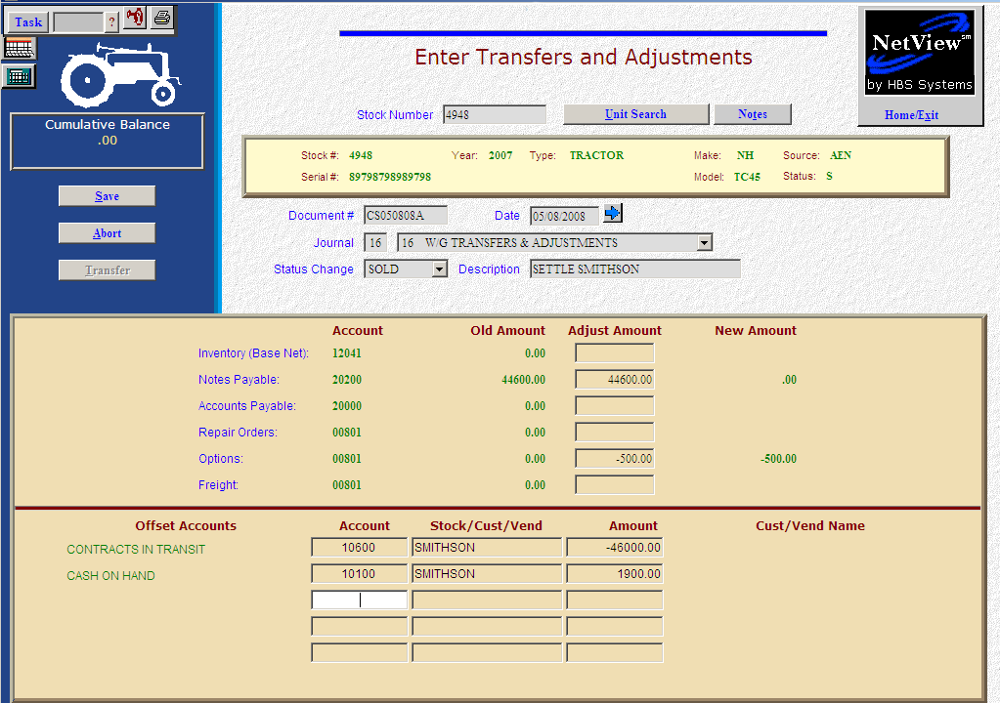 Task ?
NetView℠
by HBS Systems
Home/Exit
Enter Transfers and Adjustments
Cumulative Balance
.00
Save
Abort
Transfer
Stock Number 4948 Unit Search Notes
Stock #: 4948 Year: 2007 Type: TRACTOR Make: NH Source: AEN
Serial #: 89798798989798 Model: TC45 Status: S
Document # CS050808A Date 05/08/2008
Journal 16 16 W/G TRANSFERS & ADJUSTMENTS
Status Change SOLD Description SETTLE SMITHSON
Account Old Amount Adjust Amount New Amount
Inventory (Base Net): 12041 0.00
Notes Payable: 20200 44600.00 44600.00 .00
Accounts Payable: 20000 0.00
Repair Orders: 00801 0.00
Options: 00801 0.00 -500.00 -500.00
Freight: 00801 0.00
Offset Accounts Account Stock/Cust/Vend Amount Cust/Vend Name
CONTRACTS IN TRANSIT 10600 SMITHSON -46000.00
CASH ON HAND 10100 SMITHSON 1900.00